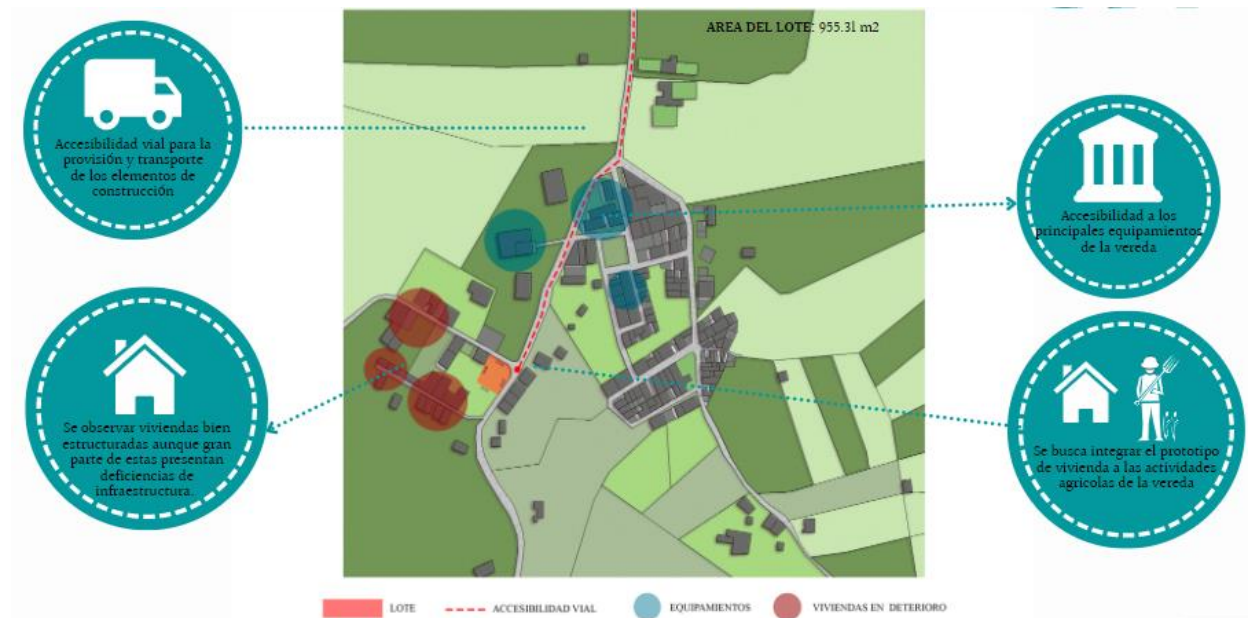 AREA DEL LOTE: 955.31 m2
Accesibilidad vial para la
provisión y transporte
de los elementos de
construcción
Accesibilidad a los
principales equipamientos
de la vereda
Se observar viviendas bien
estructuradas aunque gran
parte de estas presentan
deficiencias de
infraestructura.
Se busca integrar el prototipo
de vivienda a las actividades
agrícolas de la vereda
LOTE
ACCESIBILIDAD VIAL
EQUIPAMIENTOS
VIVIENDAS EN DETERIORO